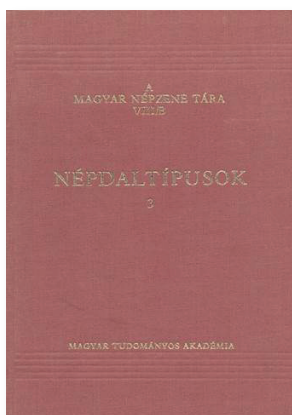 A
MAGYAR NÉPZENE TÁRA
VIII/B
NÉPDALTÍPUSOK
3
MAGYAR TUDOMÁNYOS AKADÉMIA